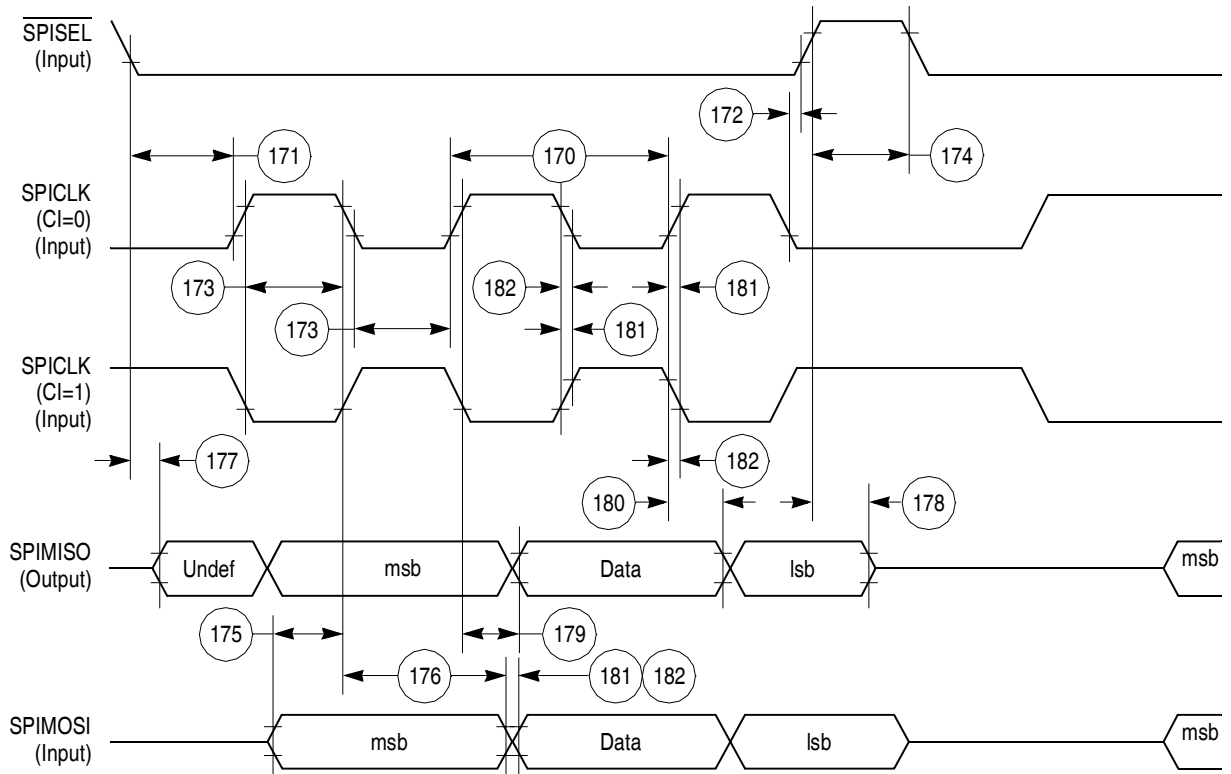 SPISEL
(Input)
172
171
170
174
SPICLK
(CI=0)
(Input)
173
182
181
173
181
SPICLK
(CI=1)
(Input)
177
182
180
178
SPIMISO
(Output)
Undef
msb
Data
lsb
msb
175
179
176
181
182
SPIMOSI
(Input)
msb
Data
lsb
msb